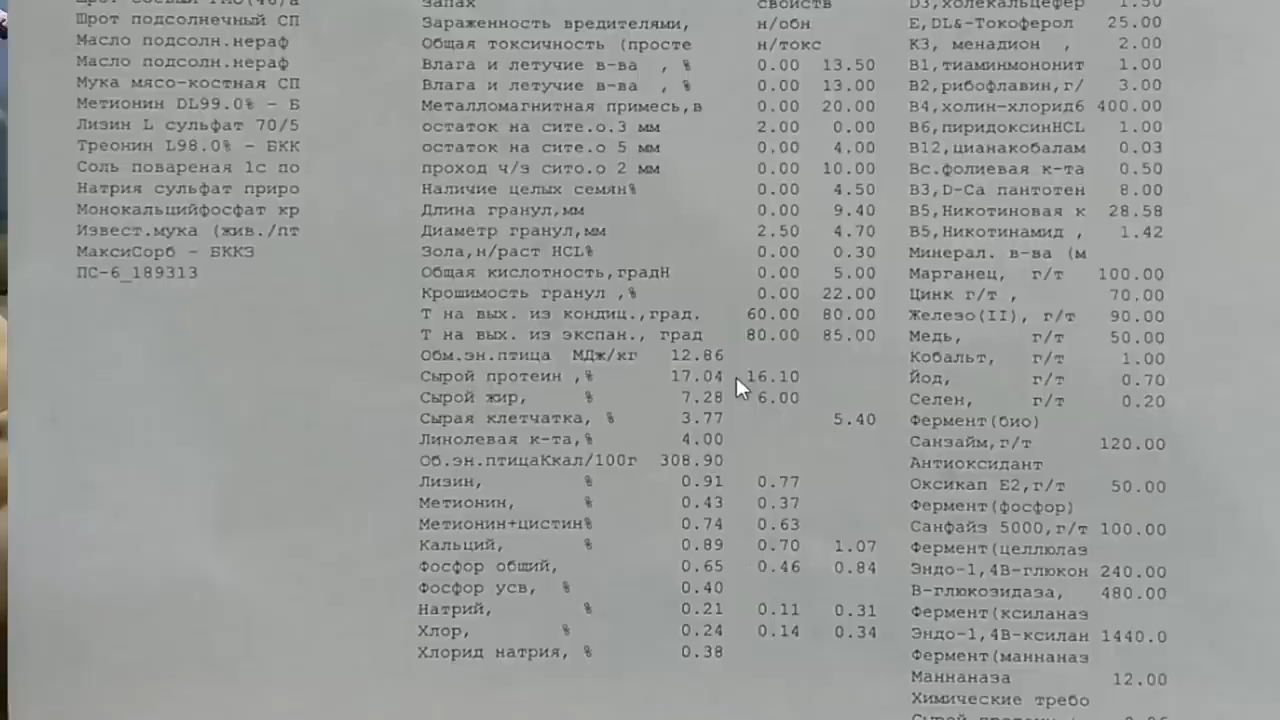 Шрот подсолнечный СП
Масло подсолн.нераф
Масло подсолн.нераф
Мука мясо-костная СП
Метионин DL99.0% - Б
Лизин L сульфат 70/5
Треонин L98.0% - БКК
Соль повареная 1с по
Натрия сульфат приро
Монокальцийфосфат кр
Извест.мука (жив./пт
МаксиСорб - БККЗ
ПС-6_189313
Запах свойств
Зараженность вредителями, н/обн
Общая токсичность (просте н/токс
Влага и летучие в-ва , % 0.00 13.50
Влага и летучие в-ва , % 0.00 13.00
Металломагнитная примесь,в 0.00 20.00
остаток на сите.о.3 мм 2.00 0.00
остаток на сите.о 5 мм 0.00 4.00
проход ч/э сито.о 2 мм 0.00 10.00
Наличие целых семян% 0.00 4.50
Длина гранул,мм 0.00 9.40
Диаметр гранул,мм 2.50 4.70
Зола,н/раст HCL% 0.00 0.30
Общая кислотность,градН 0.00 5.00
Крошимость гранул ,% 0.00 22.00
Т на вых. из кондиц.,град. 60.00 80.00
Т на вых. из экспан., град 80.00 85.00
Обм.эн.птица МДж/кг 12.86
Сырой протеин ,% 17.04 16.10
Сырой жир, % 7.28 6.00
Сырая клетчатка, % 3.77 5.40
Линолевая к-та,% 4.00
Об.эн.птицаКкал/100г 308.90
Лизин, % 0.91 0.77
Метионин, % 0.43 0.37
Метионин+цистин% 0.74 0.63
Кальций, % 0.89 0.70 1.07
Фосфор общий, 0.65 0.46 0.84
Фосфор усв, % 0.40
Натрий, % 0.21 0.11 0.31
Хлор, % 0.24 0.14 0.34
Хлорид натрия, % 0.38
D3,холекальцефер 1.50
E,DL&-Токоферол 25.00
К3, менадион , 2.00
В1,тиаминмононит 1.00
В2,рибофлавин,г/ 3.00
В4,холин-хлорид6 400.00
В6,пиридоксинHCL 1.00
В12,цианакобалам 0.03
Вс.фолиевая к-та 0.50
В3,D-Ca пантотен 8.00
В5,Никотиновая к 28.58
В5,Никотинамид , 1.42
Минерал. в-ва (м
Марганец, г/т 100.00
Цинк г/т , 70.00
Железо(II), г/т 90.00
Медь, г/т 50.00
Кобальт, г/т 1.00
Йод, г/т 0.70
Селен, г/т 0.20
Фермент(био)
Санзайм,г/т 120.00
Антиоксидант
Оксикап Е2,г/т 50.00
Фермент(фосфор)
Санфайз 5000,г/т 100.00
Фермент(целлюлаз
Эндо-1,4В-глюкон 240.00
В-глюкозидаза, 480.00
Фермент(ксиланаз
Эндо-1,4В-ксилан 1440.0
Фермент(маннаназ
Маннаназа 12.00
Химические требо